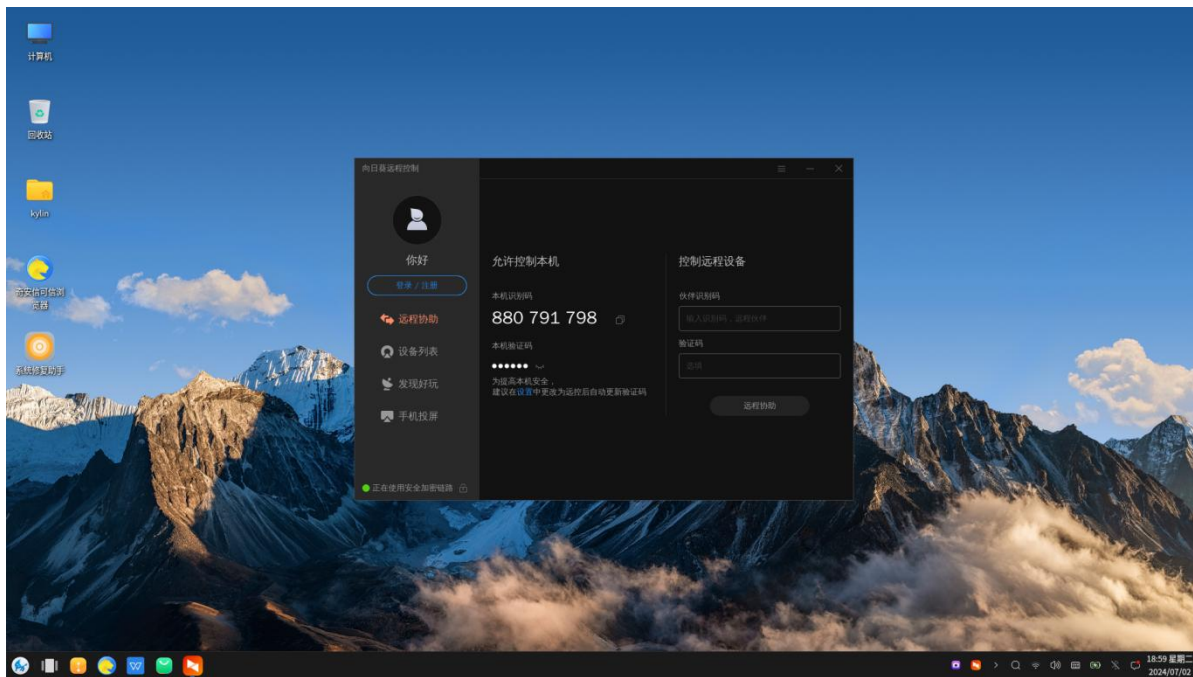 计算机
回收站
kylin
奇安信可信浏
览器
系统修复助手
向日葵远程控制
你好
登录 / 注册
远程协助
设备列表
发现好玩
手机投屏
正在使用安全加密链路
允许控制本机
本机识别码
880 791 798
本机验证码
为提高本机安全，
建议在设置中更改为远控后自动更新验证码
控制远程设备
伙伴识别码
输入识别码，远程伙伴
验证码
选填
远程协助
18:59 星期二
2024/07/02